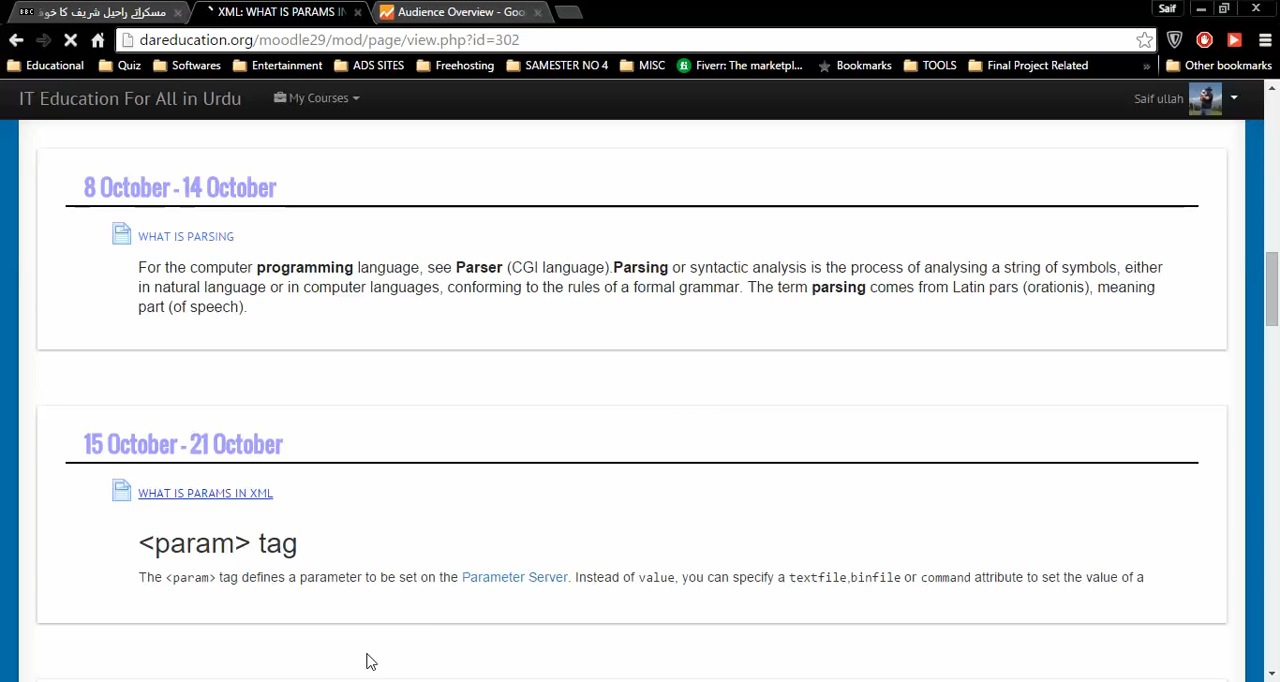 BBC مسكراتے راحیل شریف کا خو
XML: WHAT IS PARAMS IN
Audience Overview - Goo
Saif
dareducation.org/moodle29/mod/page/view.php?id=302
Educational
Quiz
Softwares
Entertainment
ADS SITES
Freehosting
SAMESTER NO 4
MISC
Fiverr: The marketpl...
Bookmarks
TOOLS
Final Project Related
»
Other bookmarks
IT Education For All in Urdu
My Courses
Saif ullah
8 October - 14 October
WHAT IS PARSING
For the computer programming language, see Parser (CGI language).Parsing or syntactic analysis is the process of analysing a string of symbols, either
in natural language or in computer languages, conforming to the rules of a formal grammar. The term parsing comes from Latin pars (orationis), meaning
part (of speech).
15 October - 21 October
WHAT IS PARAMS IN XML
<param> tag
The <param> tag defines a parameter to be set on the Parameter Server. Instead of value, you can specify a textfile,binfile or command attribute to set the value of a